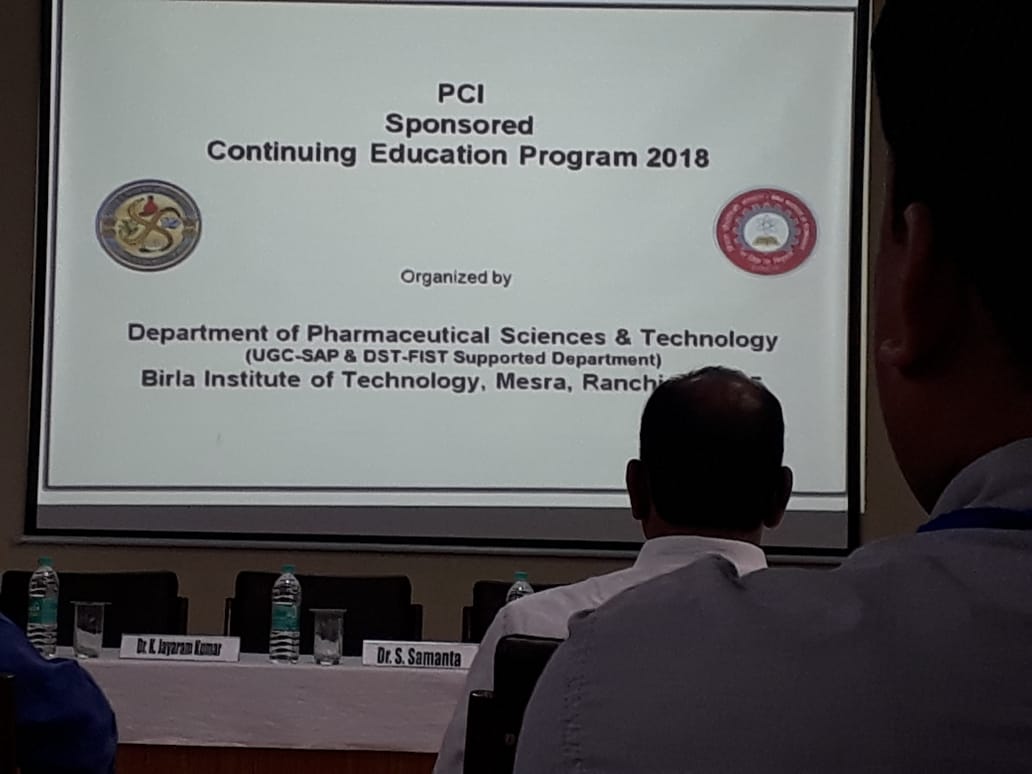 PCI
Sponsored
Continuing Education Program 2018
Organized by
Department of Pharmaceutical Sciences & Technology
(UGC-SAP & DST-FIST Supported Department)
Birla Institute of Technology, Mesra, Ranchi
Dr. K. Jayaram Kumar
Dr. S. Samanta